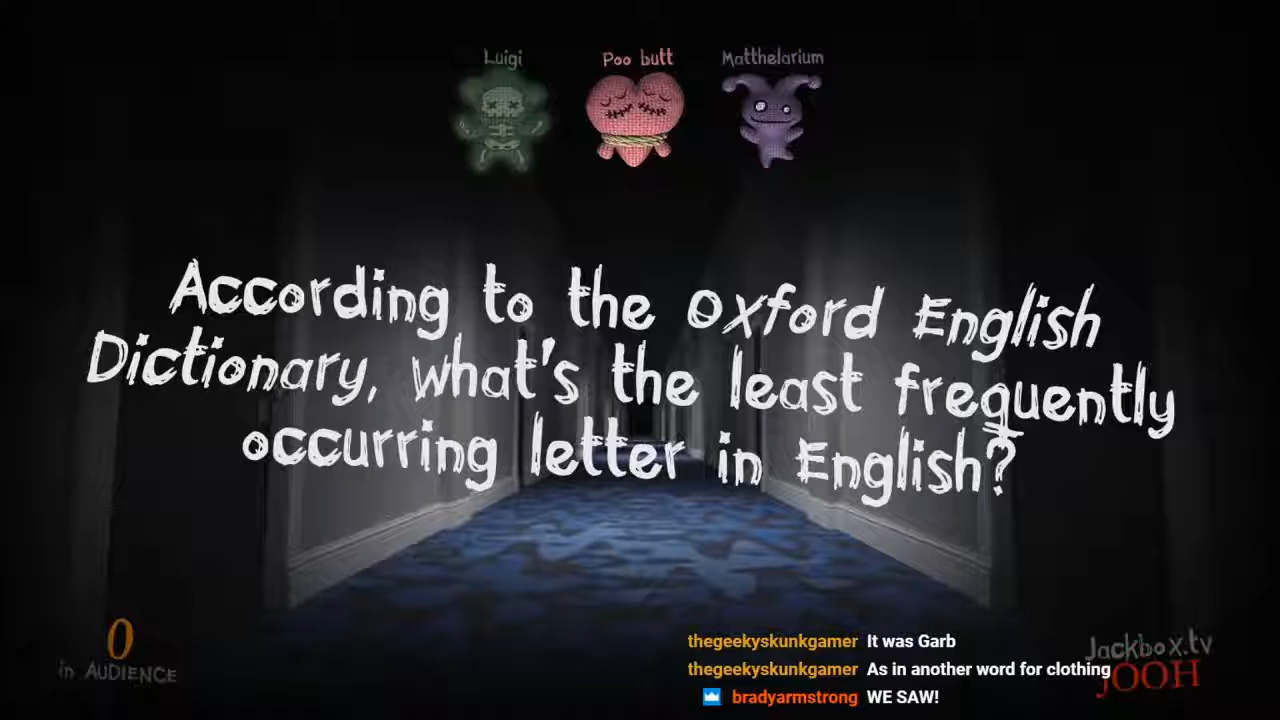 Luigi Poo butt Matthelarium
According to the Oxford English
Dictionary, what's the least frequently
occurring letter in English?
0
in AUDIENCE
thegeekyskunkgamer It was Garb
thegeekyskunkgamer As in another word for clothing
bradyarmstrong WE SAW!
Jackbox.tv
JOOH